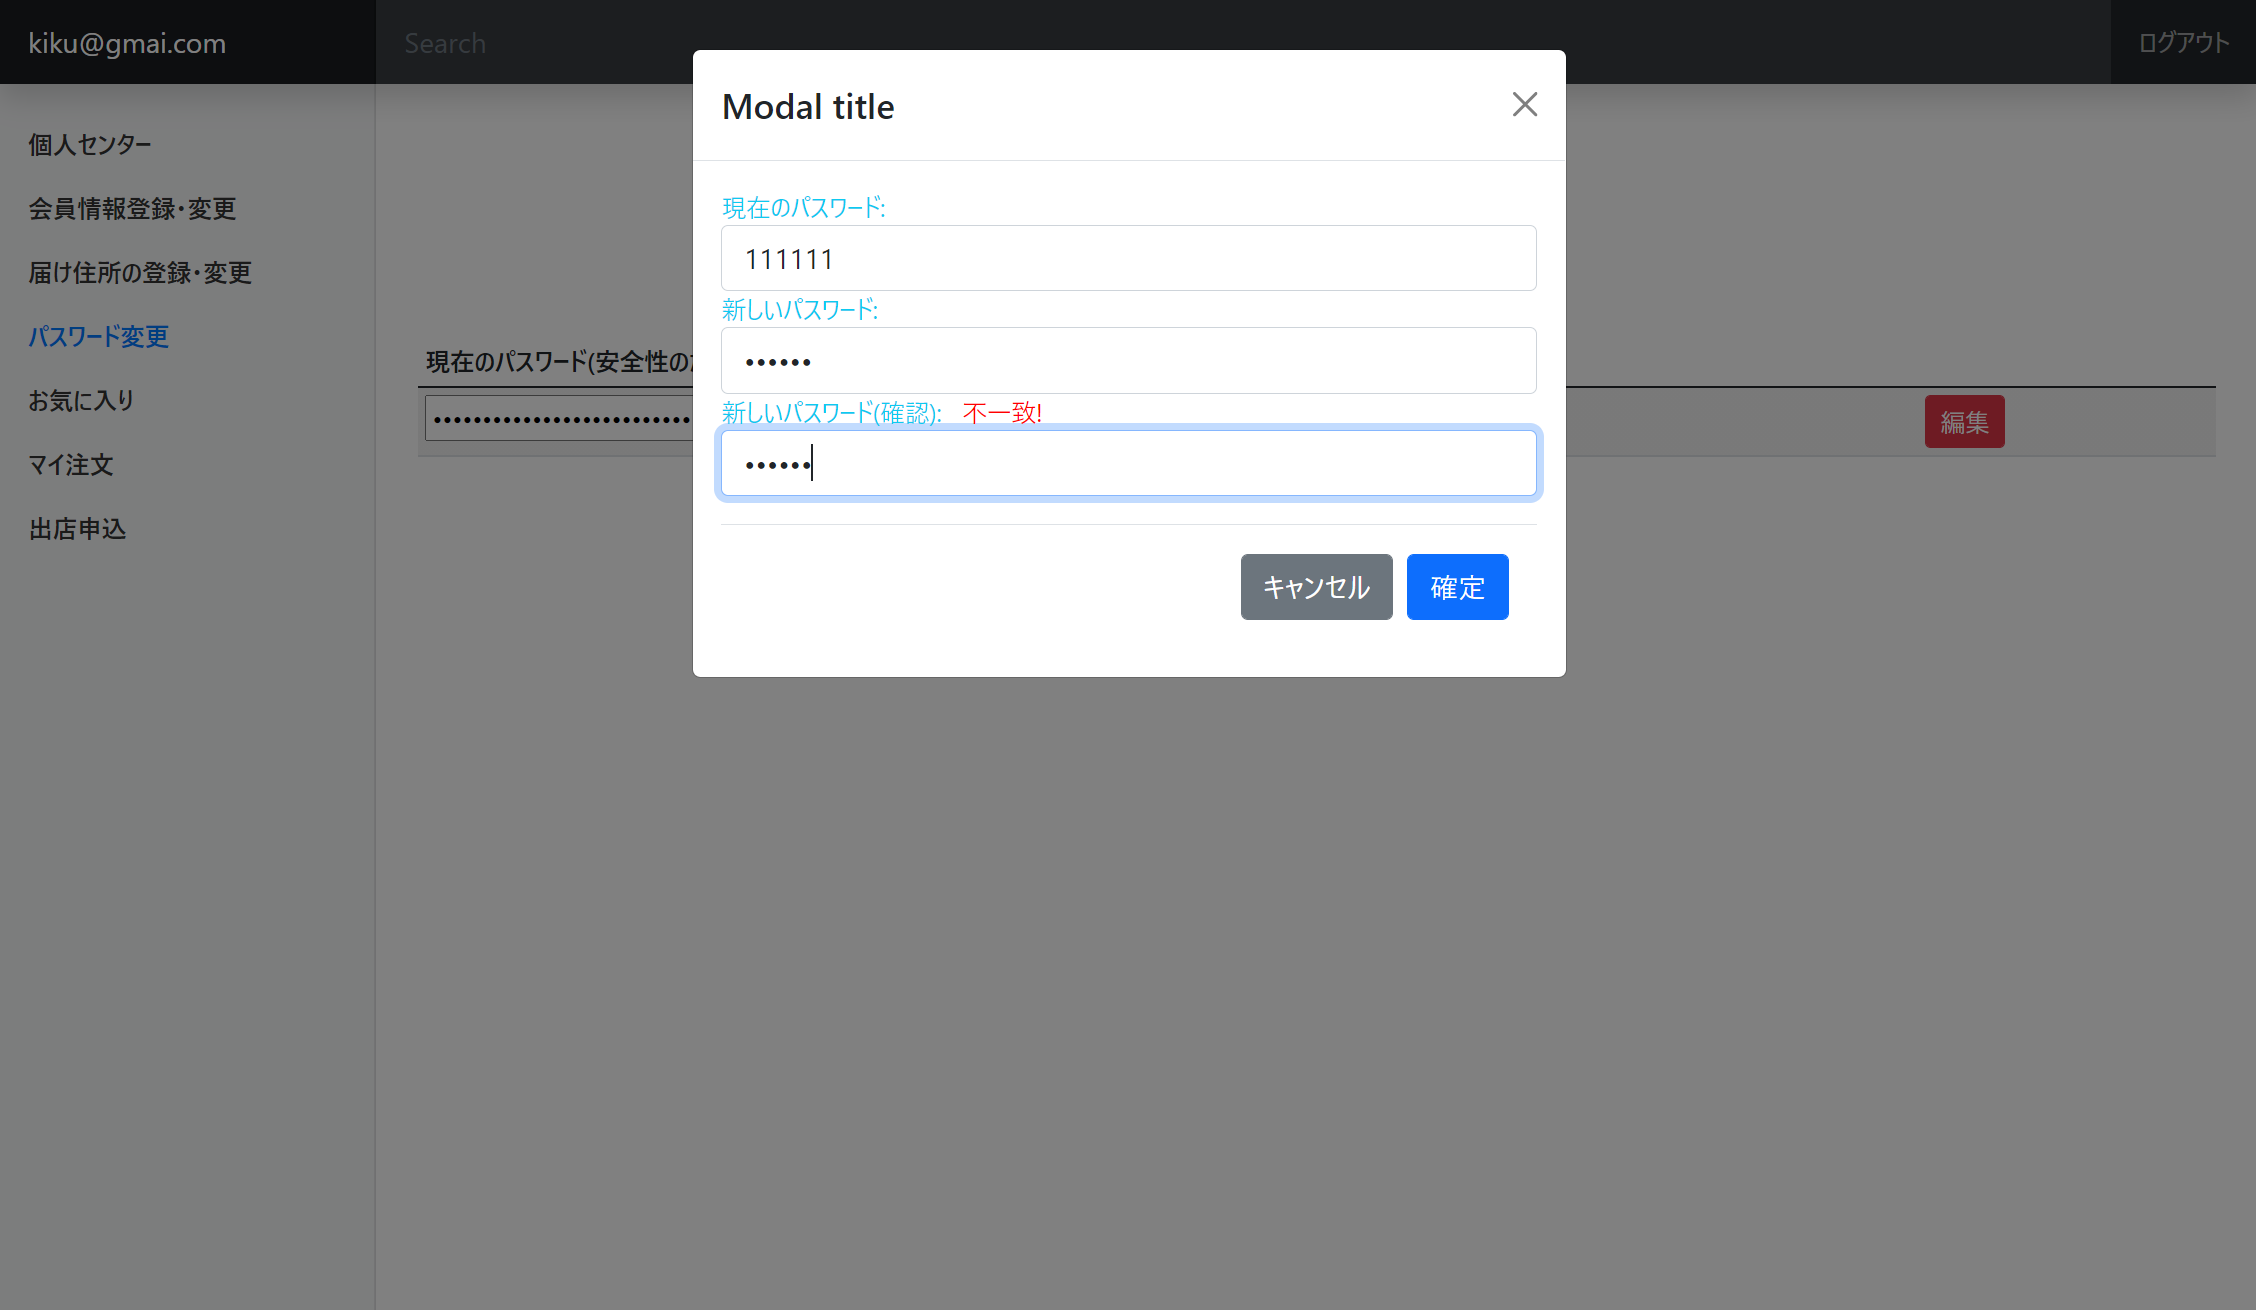 kiku@gmai.com
Search
ログアウト
個人センター
会員情報登録・変更
届け住所の登録・変更
パスワード変更
お気に入り
マイ注文
出店申込
現在のパスワード(安全性の
••••••••••••••••••••••••••
編集
Modal title
現在のパスワード:
111111
新しいパスワード:
••••••
新しいパスワード(確認): 不一致!
••••••
キャンセル
確定